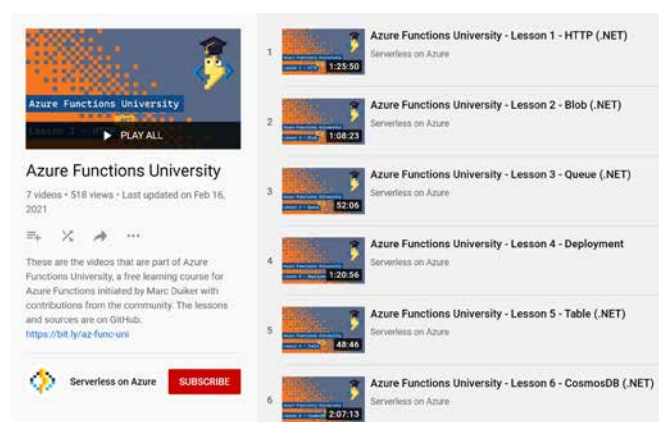 Azure Functions University
PLAY ALL
Azure Functions University
7 videos • 518 views • Last updated on Feb 16,
2021
These are the videos that are part of Azure
Functions University, a free learning course for
Azure Functions initiated by Marc Duiker with
contributions from the community. The lessons
and sources are on GitHub:
https://bit.ly/az-func-uni
Serverless on Azure
SUBSCRIBE
1
1:25:50
Azure Functions University - Lesson 1 - HTTP (.NET)
Serverless on Azure
2
1:08:23
Azure Functions University - Lesson 2 - Blob (.NET)
Serverless on Azure
3
52:06
Azure Functions University - Lesson 3 - Queue (.NET)
Serverless on Azure
4
1:20:56
Azure Functions University - Lesson 4 - Deployment
Serverless on Azure
5
48:46
Azure Functions University - Lesson 5 - Table (.NET)
Serverless on Azure
6
2:07:13
Azure Functions University - Lesson 6 - CosmosDB (.NET)
Serverless on Azure